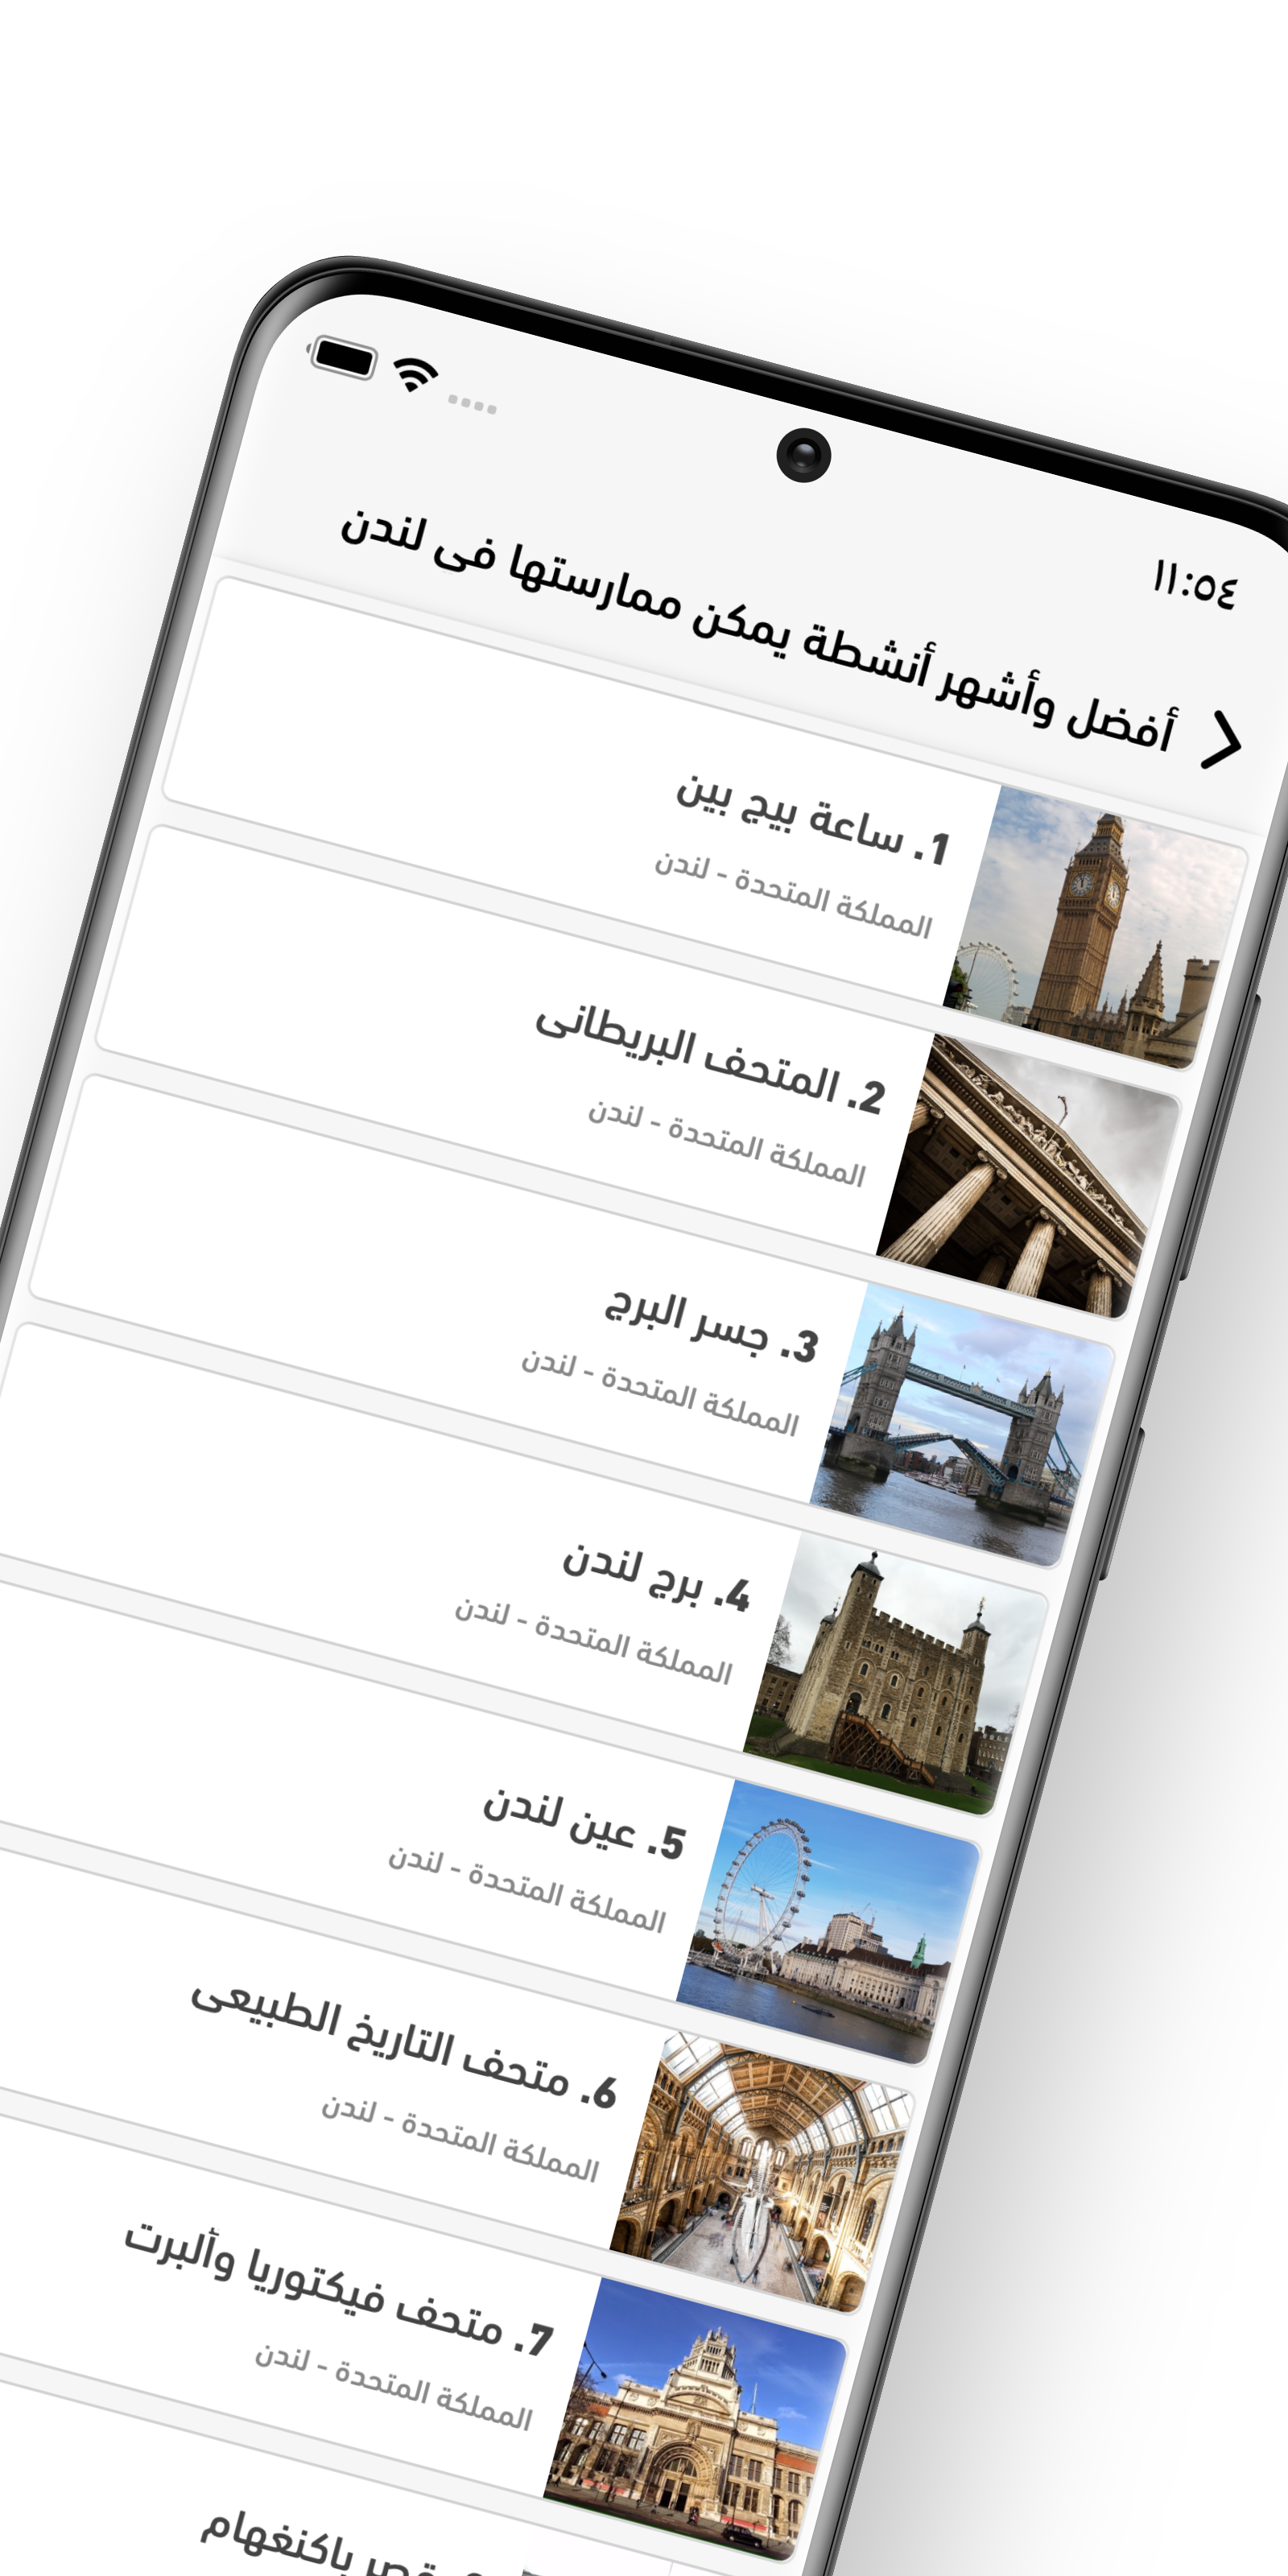 ١١:٥٤
أفضل وأشهر أنشطة يمكن ممارستها فى لندن
1. ساعة بيج بين
المملكة المتحدة - لندن
2. المتحف البريطانى
المملكة المتحدة - لندن
3. جسر البرج
المملكة المتحدة - لندن
4. برج لندن
المملكة المتحدة - لندن
5. عين لندن
المملكة المتحدة - لندن
6. متحف التاريخ الطبيعى
المملكة المتحدة - لندن
7. متحف فيكتوريا وألبرت
المملكة المتحدة - لندن
قصر باكنغهام